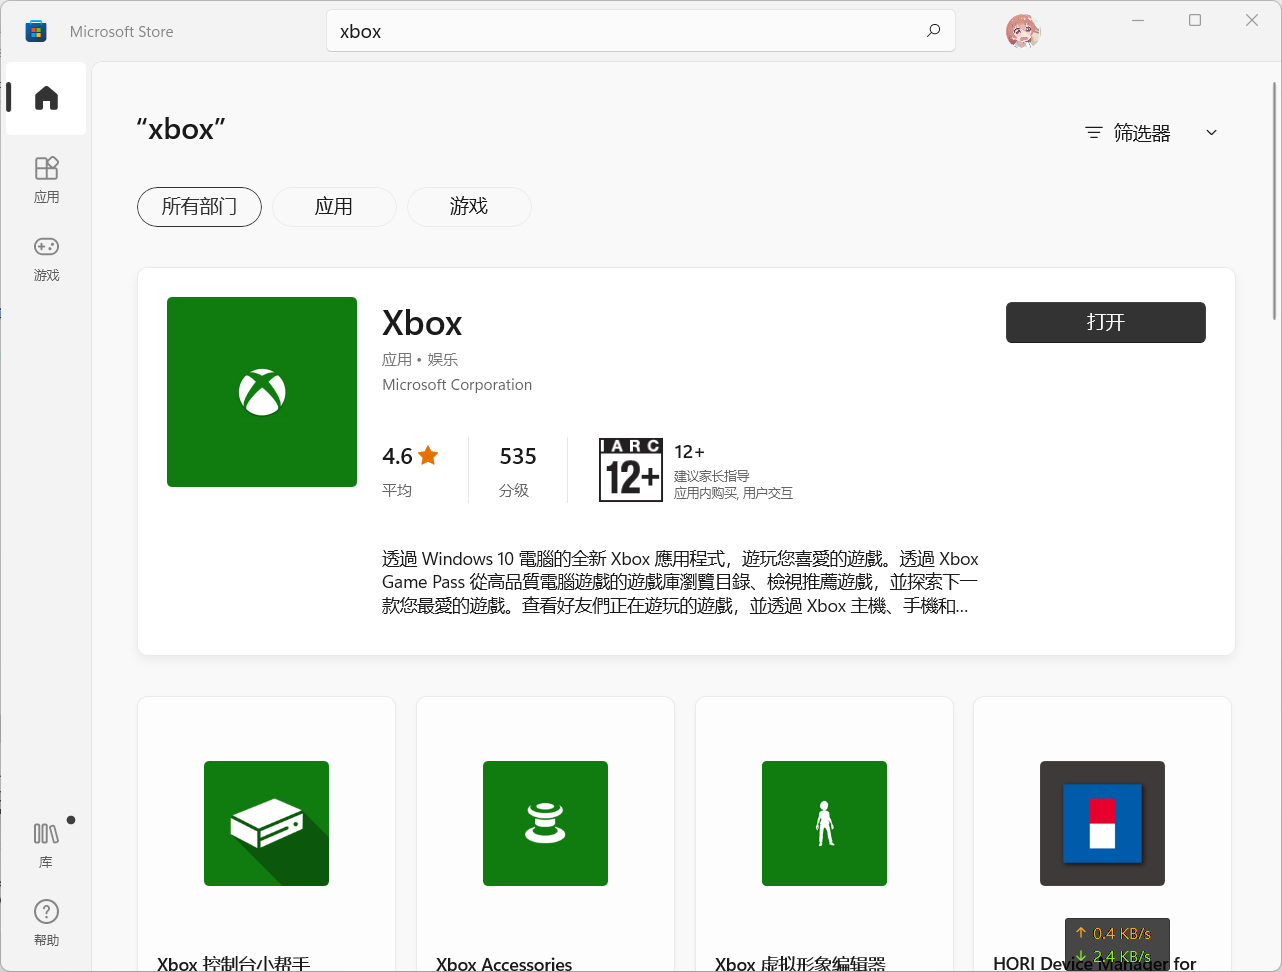 Microsoft Store
xbox
“xbox”
筛选器
应用
游戏
所有部门
应用
游戏
Xbox
应用 • 娱乐
Microsoft Corporation
打开
4.6
平均
535
分级
IARC
12+
12+
建议家长指导
应用内购买, 用户交互
透過 Windows 10 電腦的全新 Xbox 應用程式，遊玩您喜愛的遊戲。透過 Xbox
Game Pass 從高品質電腦遊戲的遊戲庫瀏覽目錄、檢視推薦遊戲，並探索下一
款您最愛的遊戲。查看好友們正在遊玩的遊戲，並透過 Xbox 主機、手機和...
库
帮助
Xbox 控制台小帮手
Xbox Accessories
Xbox 虚拟形象编辑器
HORI Device Manager for
↑ 0.4 KB/s
↓ 2.4 KB/s